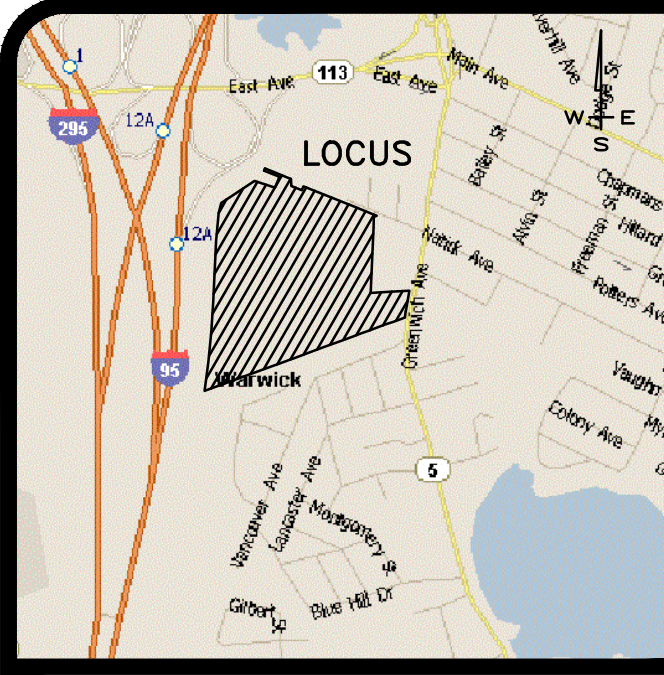 1
295
12A
East Ave
113
East Ave
Main Ave
W E
S
LOCUS
Bailey St
Chapmans
Alvin St
Freeman St
Hillard
12A
Natick Ave
Potters Ave
Greenwich Ave
95
Warwick
Vaughn
Colony Ave
5
Vancouver Ave
Lancaster Ave
Montgomery St
Gilbert St
Blue Hill Dr